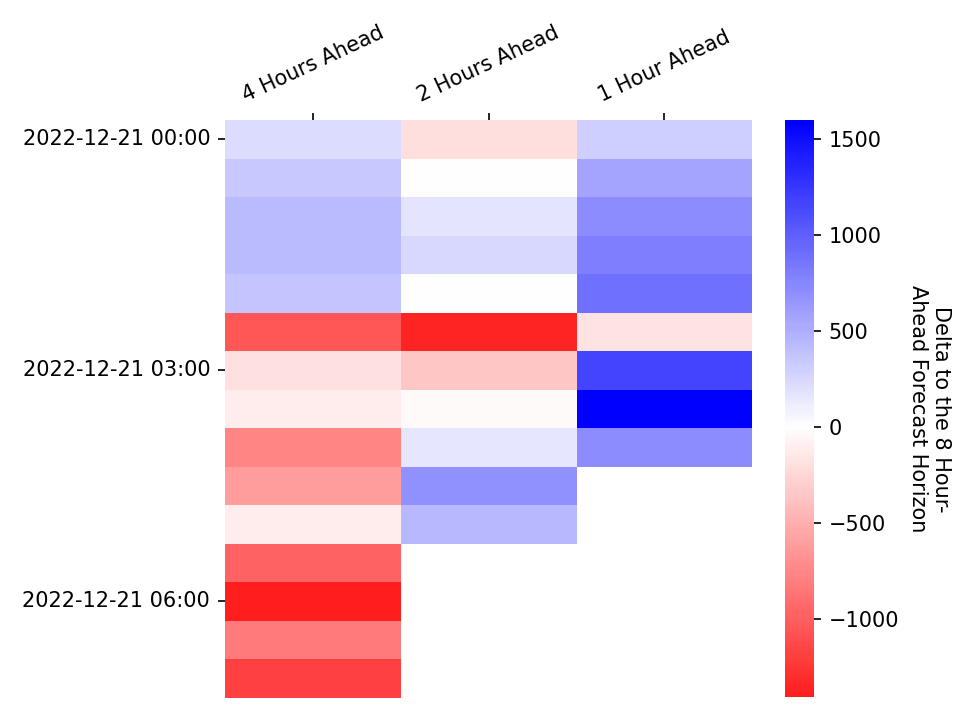 4 Hours Ahead
2 Hours Ahead
1 Hour Ahead
2022-12-21 00:00
2022-12-21 03:00
2022-12-21 06:00
1500
1000
500
0
−500
−1000
Delta to the 8 Hour-
Ahead Forecast Horizon